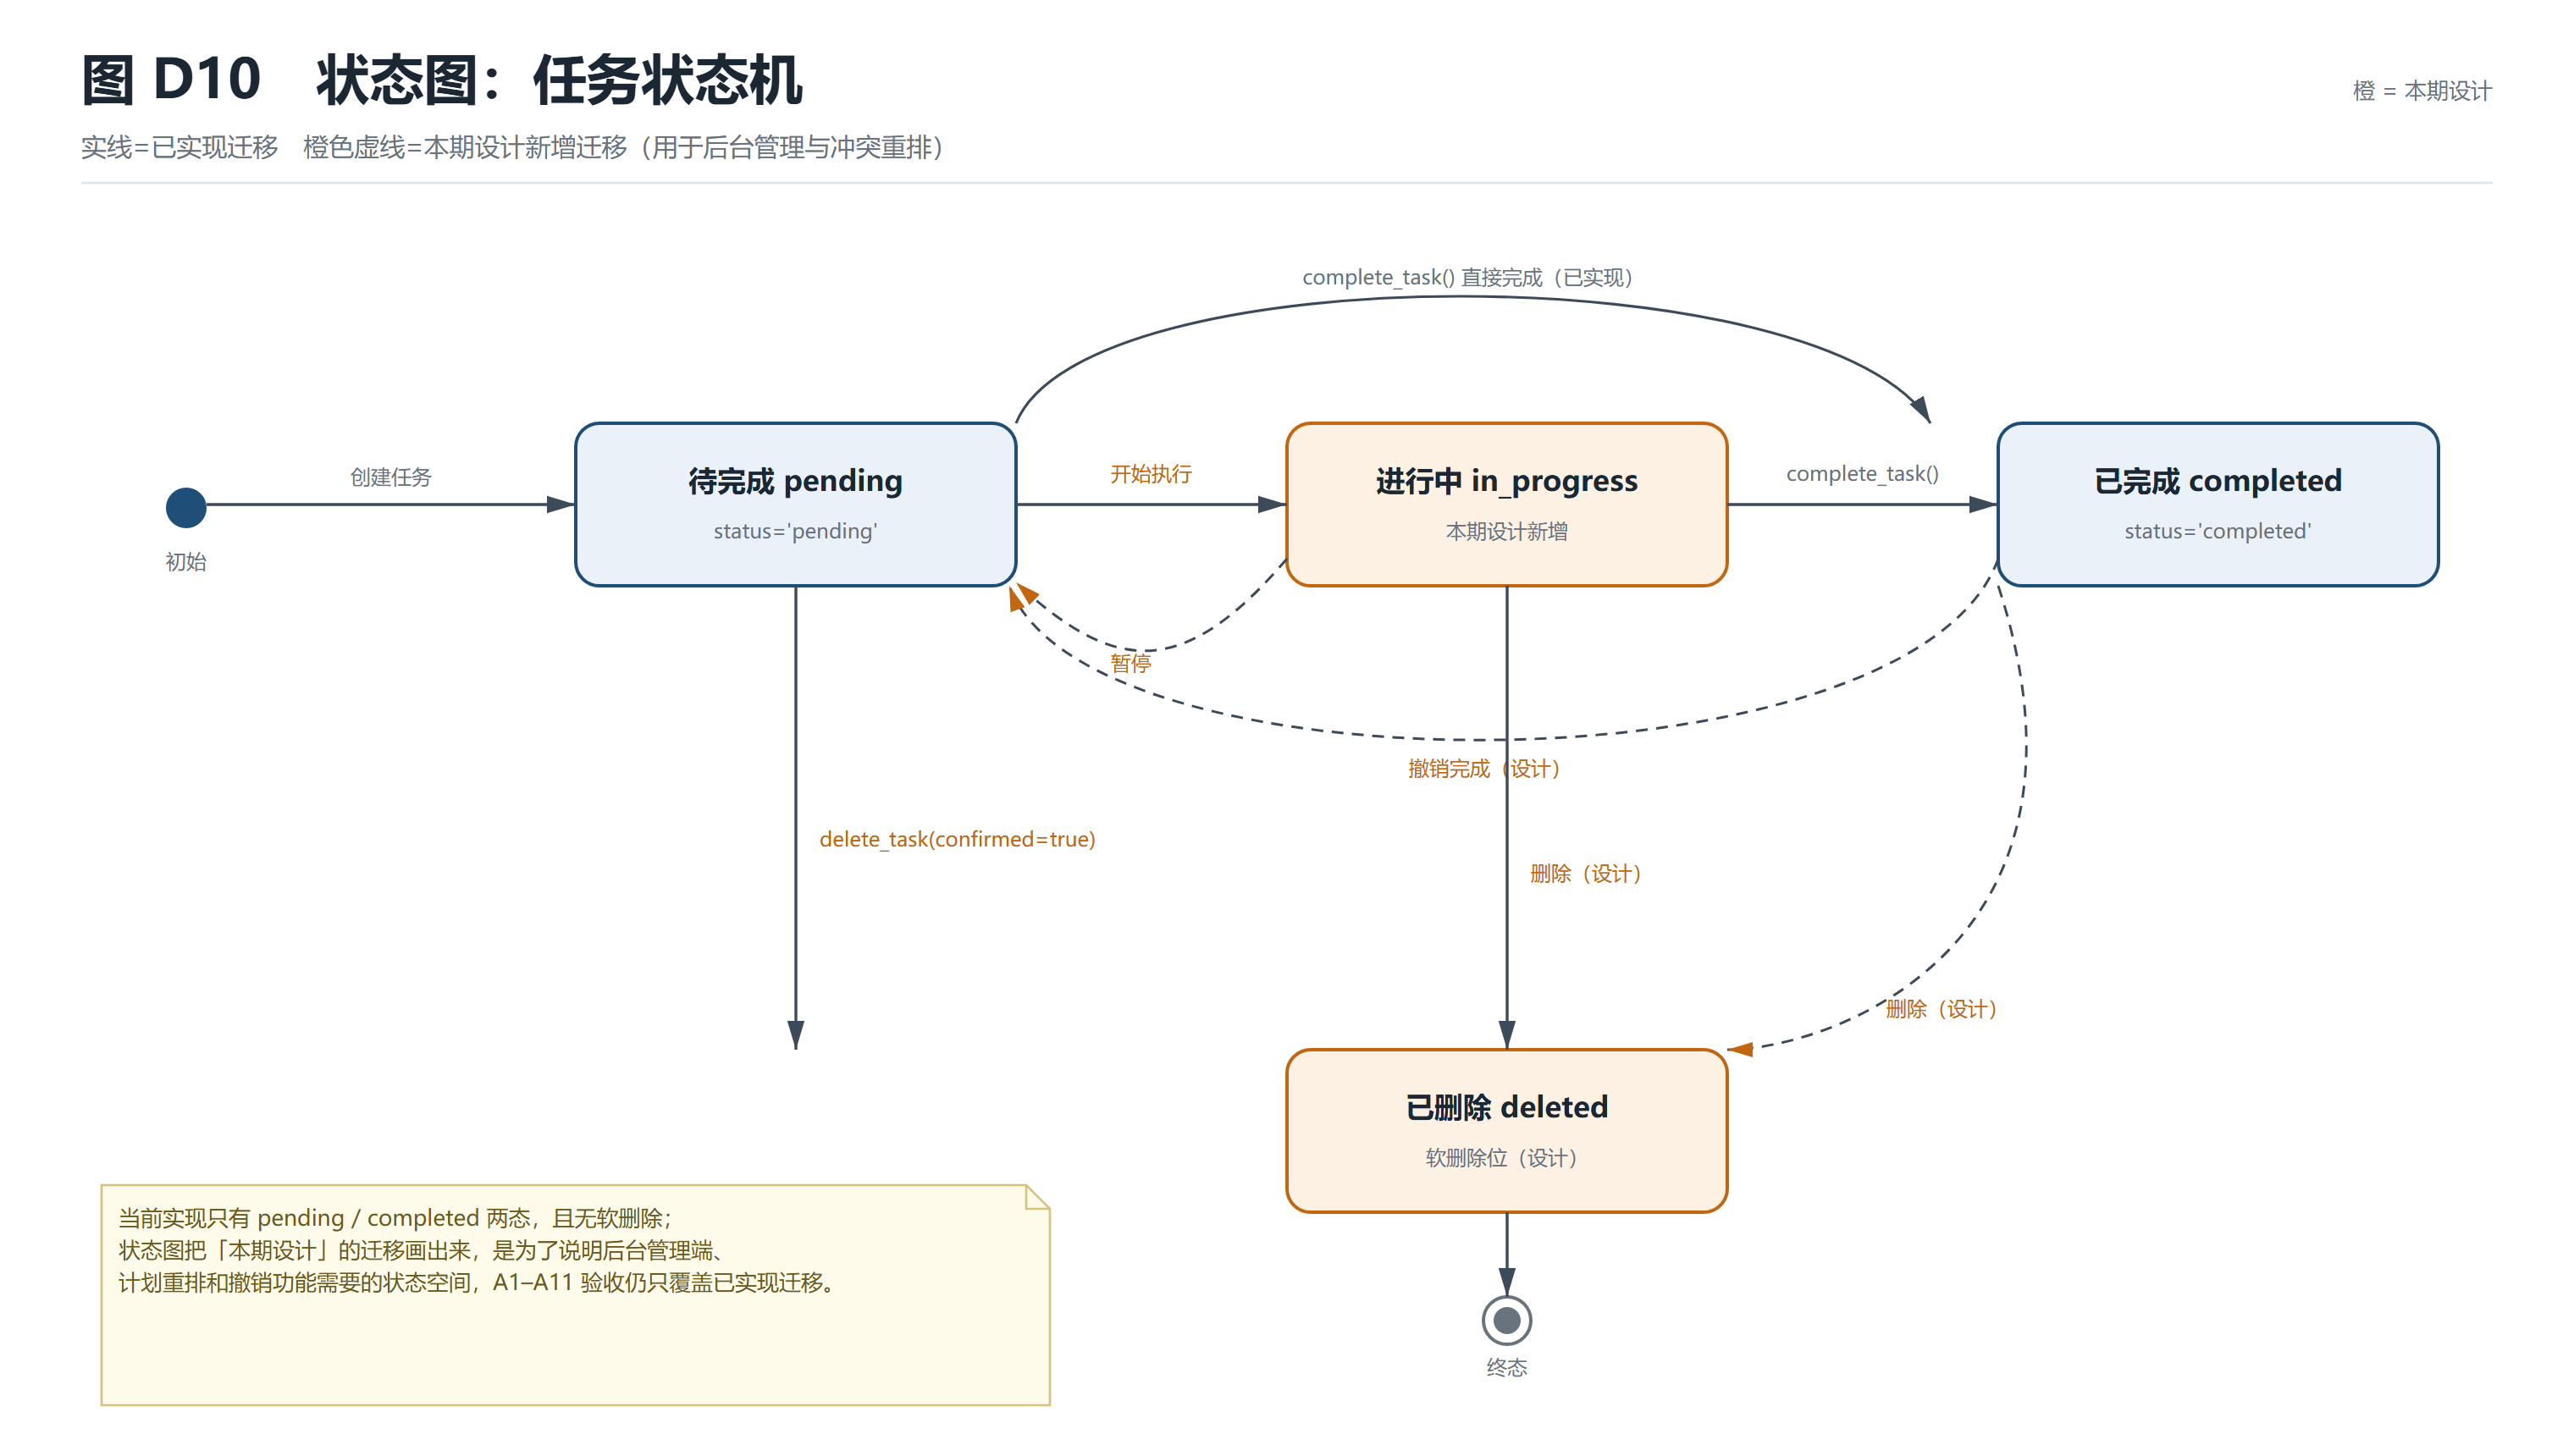 图 D10 状态图：任务状态机
橙 = 本期设计
实线=已实现迁移 橙色虚线=本期设计新增迁移（用于后台管理与冲突重排）
complete_task() 直接完成（已实现）
创建任务
初始
待完成 pending
status='pending'
开始执行
进行中 in_progress
本期设计新增
complete_task()
已完成 completed
status='completed'
暂停
撤销完成（设计）
delete_task(confirmed=true)
删除（设计）
删除（设计）
已删除 deleted
软删除位（设计）
当前实现只有 pending / completed 两态，且无软删除；
状态图把「本期设计」的迁移画出来，是为了说明后台管理端、
计划重排和撤销功能需要的状态空间，A1–A11 验收仍只覆盖已实现迁移。
终态